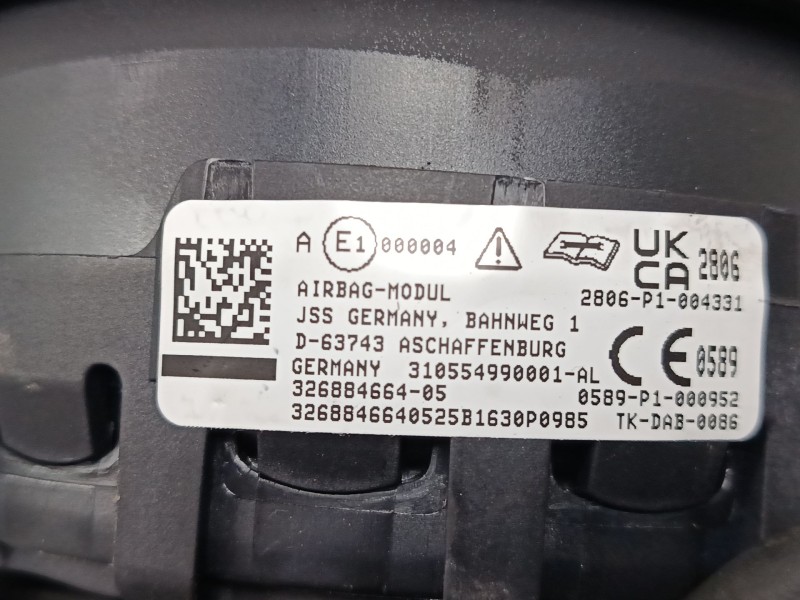 A E1 000004
UK CA 2806
2806-P1-004331
AIRBAG-MODUL
JSS GERMANY, BAHNWEG 1
D-63743 ASCHAFFENBURG
GERMANY 310554990001-AL
CE 0589
326884664-05
0589-P1-000952
3268846640525B1630P0985
TK-DAB-0086